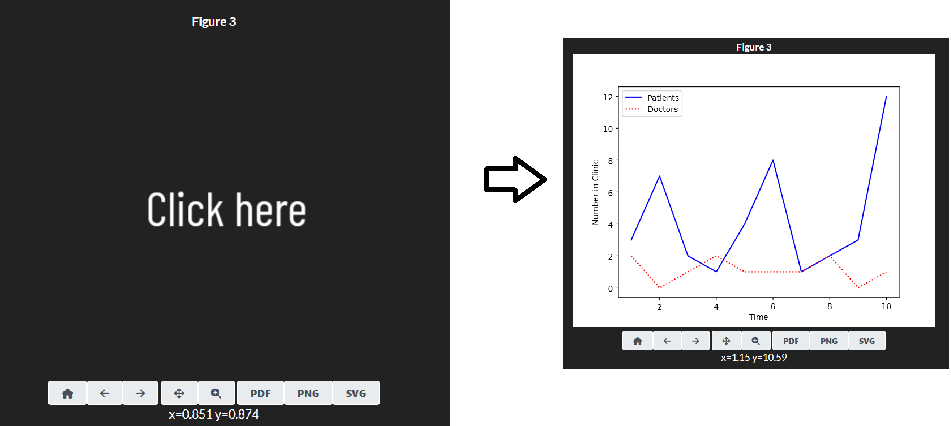 Figure 3
Click here
PDF PNG SVG
x=0.051 y=0.874
Figure 3
Patients
Doctors
12
10
8
6
4
2
0
Number in Clinic
2 4 6 8 10
Time
PDF PNG SVG
x=1.15 y=10.59